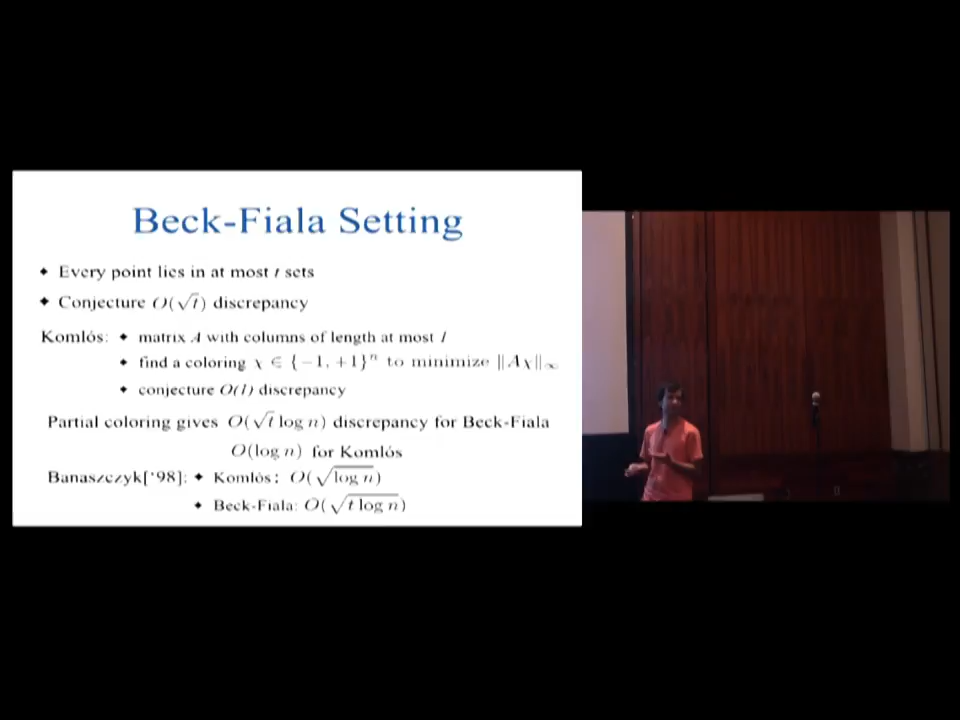 Beck-Fiala Setting
◆ Every point lies in at most t sets
◆ Conjecture O(√t) discrepancy
Komlós: ◆ matrix A with columns of length at most 1
◆ find a coloring χ ∈ {−1, +1}ⁿ to minimize ||Aχ||∞
◆ conjecture O(1) discrepancy
Partial coloring gives O(√t log n) discrepancy for Beck-Fiala
O(log n) for Komlós
Banaszczyk['98]: ◆ Komlós: O(√log n)
◆ Beck-Fiala: O(√t log n)